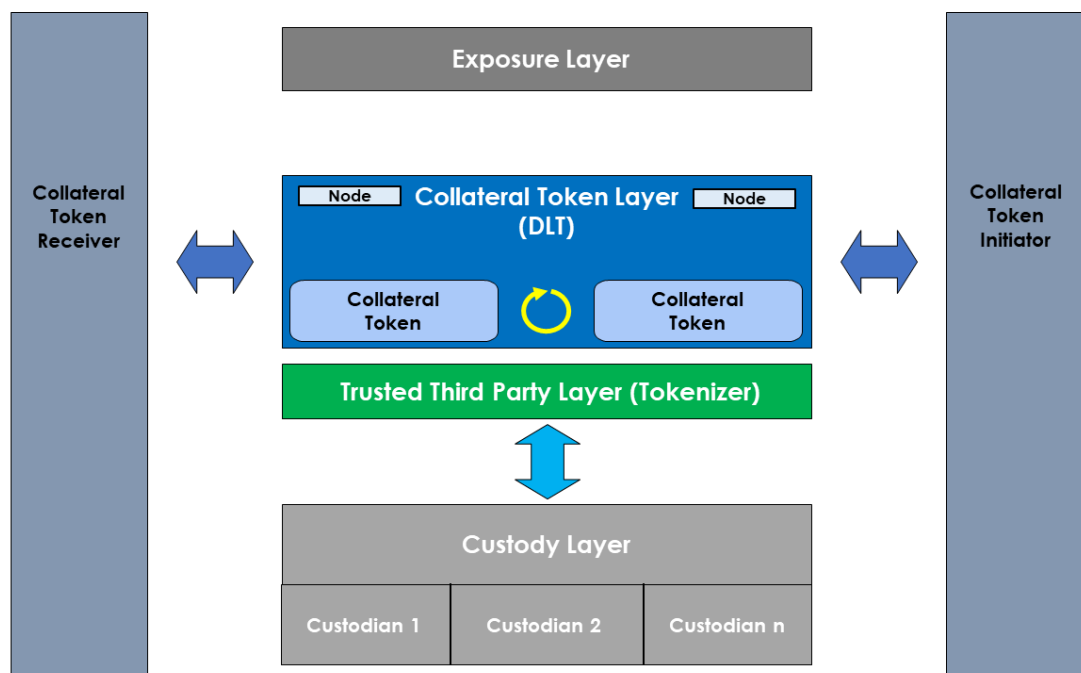 Exposure Layer
Collateral
Token
Receiver
Node
Collateral Token Layer
(DLT)
Node
Collateral
Token
Initiator
Collateral
Token
Collateral
Token
Trusted Third Party Layer (Tokenizer)
Custody Layer
Custodian 1
Custodian 2
Custodian n